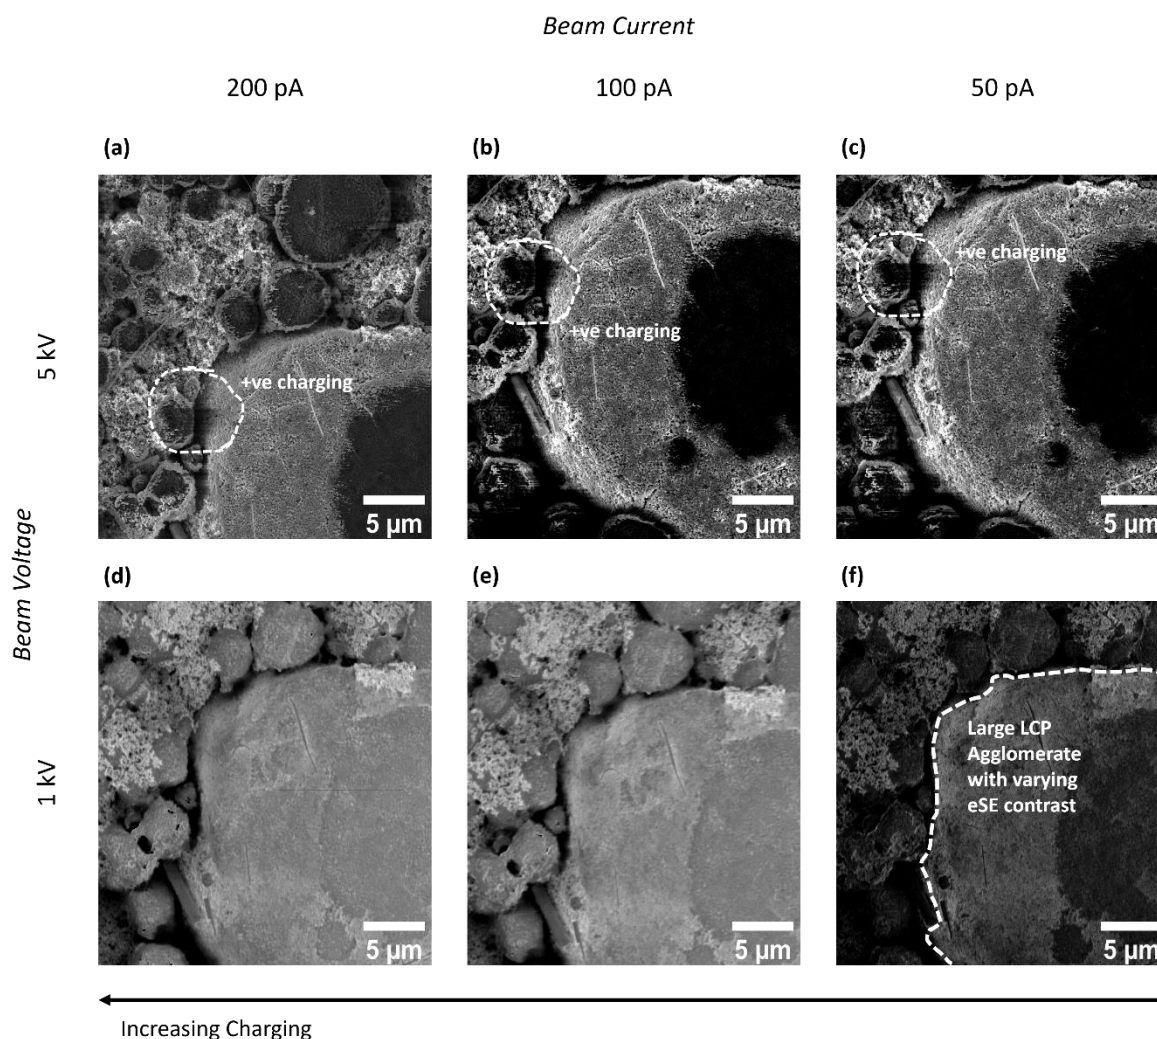 Beam Current
200 pA
100 pA
50 pA
(a)
(b)
(c)
5 kV
+ve charging
+ve charging
+ve charging
5 µm
5 µm
5 µm
Beam Voltage
(d)
(e)
(f)
1 kV
Large LCP
Agglomerate
with varying
eSE contrast
5 µm
5 µm
5 µm
Increasing Charging